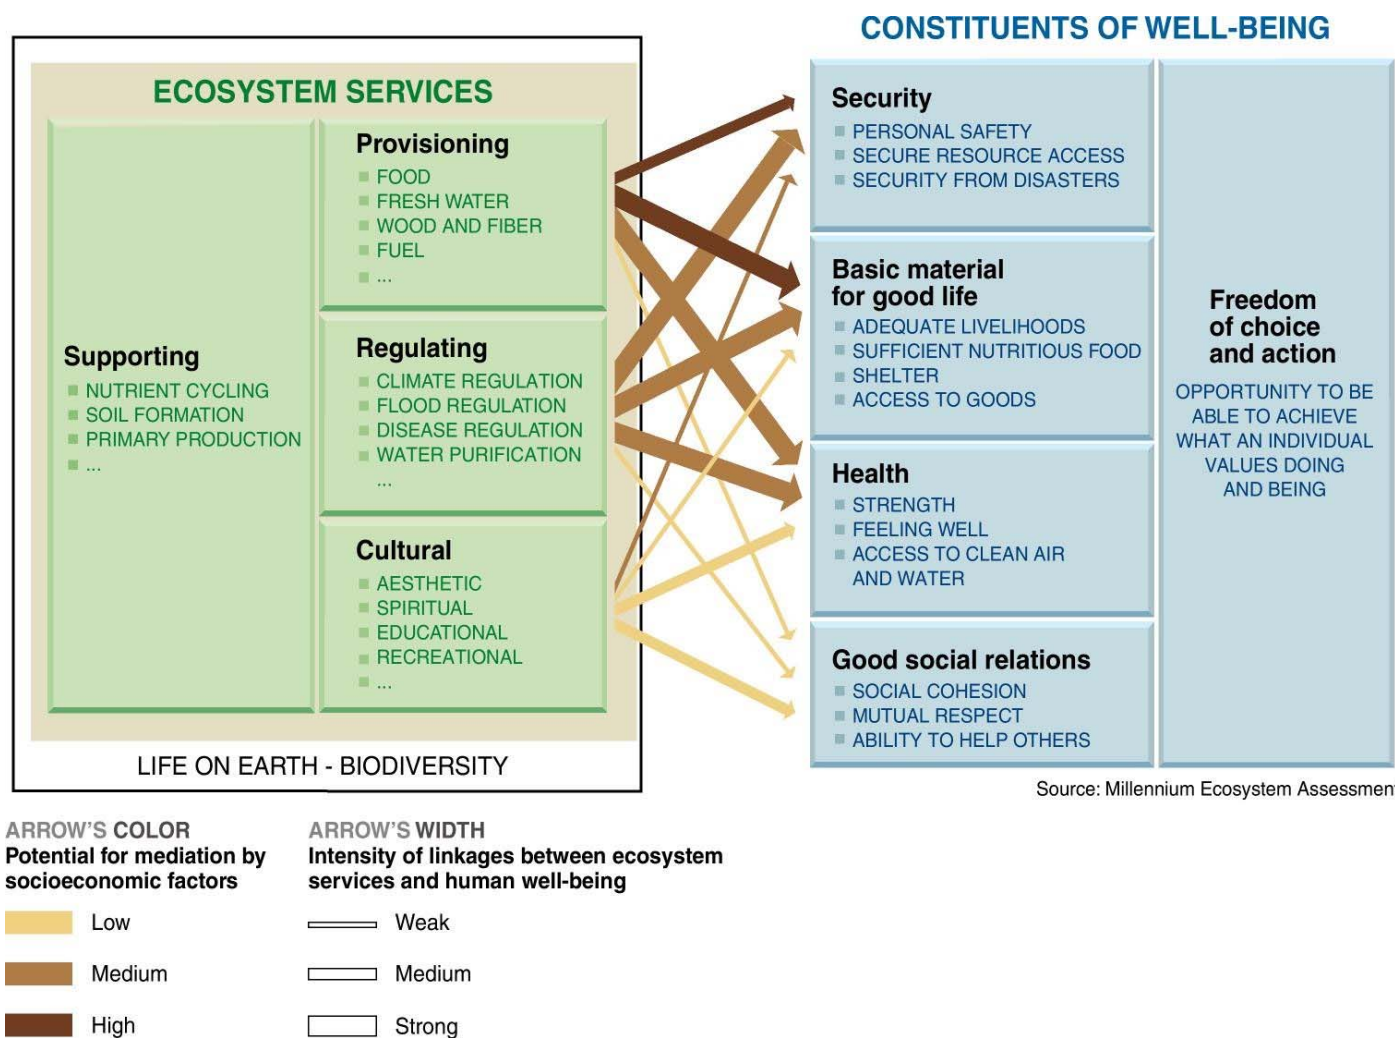 CONSTITUENTS OF WELL-BEING
ECOSYSTEM SERVICES
Supporting
NUTRIENT CYCLING
SOIL FORMATION
PRIMARY PRODUCTION
...
Provisioning
FOOD
FRESH WATER
WOOD AND FIBER
FUEL
...
Regulating
CLIMATE REGULATION
FLOOD REGULATION
DISEASE REGULATION
WATER PURIFICATION
...
Cultural
AESTHETIC
SPIRITUAL
EDUCATIONAL
RECREATIONAL
...
LIFE ON EARTH - BIODIVERSITY
Security
PERSONAL SAFETY
SECURE RESOURCE ACCESS
SECURITY FROM DISASTERS
Basic material
for good life
ADEQUATE LIVELIHOODS
SUFFICIENT NUTRITIOUS FOOD
SHELTER
ACCESS TO GOODS
Health
STRENGTH
FEELING WELL
ACCESS TO CLEAN AIR
AND WATER
Good social relations
SOCIAL COHESION
MUTUAL RESPECT
ABILITY TO HELP OTHERS
Freedom
of choice
and action
OPPORTUNITY TO BE
ABLE TO ACHIEVE
WHAT AN INDIVIDUAL
VALUES DOING
AND BEING
Source: Millennium Ecosystem Assessmen
ARROW'S COLOR
Potential for mediation by
socioeconomic factors
Low
Medium
High
ARROW'S WIDTH
Intensity of linkages between ecosystem
services and human well-being
Weak
Medium
Strong